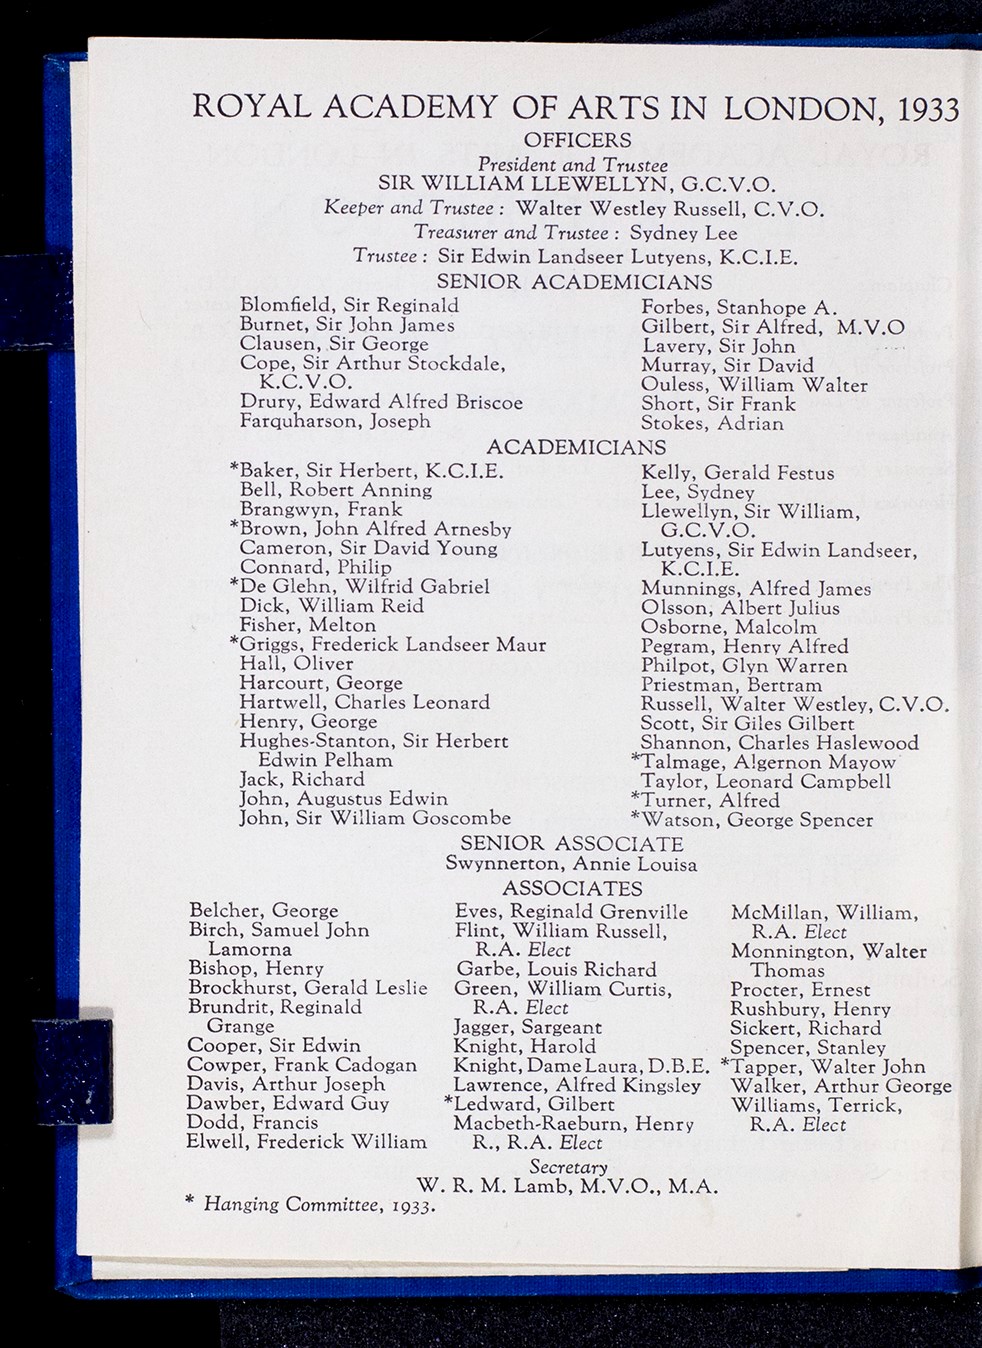 ROYAL ACADEMY OF ARTS IN LONDON, 1933
OFFICERS
President and Trustee
SIR WILLIAM LLEWELLYN, G.C.V.O.
Keeper and Trustee : Walter Westley Russell, C.V.O.
Treasurer and Trustee : Sydney Lee
Trustee : Sir Edwin Landseer Lutyens, K.C.I.E.
SENIOR ACADEMICIANS
Blomfield, Sir Reginald
Burnet, Sir John James
Clausen, Sir George
Cope, Sir Arthur Stockdale,
K.C.V.O.
Drury, Edward Alfred Briscoe
Farquharson, Joseph
Forbes, Stanhope A.
Gilbert, Sir Alfred, M.V.O
Lavery, Sir John
Murray, Sir David
Ouless, William Walter
Short, Sir Frank
Stokes, Adrian
ACADEMICIANS
*Baker, Sir Herbert, K.C.I.E.
Bell, Robert Anning
Brangwyn, Frank
*Brown, John Alfred Arnesby
Cameron, Sir David Young
Connard, Philip
*De Glehn, Wilfrid Gabriel
Dick, William Reid
Fisher, Melton
*Griggs, Frederick Landseer Maur
Hall, Oliver
Harcourt, George
Hartwell, Charles Leonard
Henry, George
Hughes-Stanton, Sir Herbert
Edwin Pelham
Jack, Richard
John, Augustus Edwin
John, Sir William Goscombe
Kelly, Gerald Festus
Lee, Sydney
Llewellyn, Sir William,
G.C.V.O.
Lutyens, Sir Edwin Landseer,
K.C.I.E.
Munnings, Alfred James
Olsson, Albert Julius
Osborne, Malcolm
Pegram, Henry Alfred
Philpot, Glyn Warren
Priestman, Bertram
Russell, Walter Westley, C.V.O.
Scott, Sir Giles Gilbert
Shannon, Charles Haslewood
*Talmage, Algernon Mayow
Taylor, Leonard Campbell
*Turner, Alfred
*Watson, George Spencer
SENIOR ASSOCIATE
Swynnerton, Annie Louisa
ASSOCIATES
Belcher, George
Birch, Samuel John
Lamorna
Bishop, Henry
Brockhurst, Gerald Leslie
Brundrit, Reginald
Grange
Cooper, Sir Edwin
Cowper, Frank Cadogan
Davis, Arthur Joseph
Dawber, Edward Guy
Dodd, Francis
Elwell, Frederick William
Eves, Reginald Grenville
Flint, William Russell,
R.A. Elect
Garbe, Louis Richard
Green, William Curtis,
R.A. Elect
Jagger, Sargeant
Knight, Harold
Knight, Dame Laura, D.B.E.
Lawrence, Alfred Kingsley
*Ledward, Gilbert
Macbeth-Raeburn, Henry
R., R.A. Elect
McMillan, William,
R.A. Elect
Monnington, Walter
Thomas
Procter, Ernest
Rushbury, Henry
Sickert, Richard
Spencer, Stanley
*Tapper, Walter John
Walker, Arthur George
Williams, Terrick,
R.A. Elect
Secretary
W. R. M. Lamb, M.V.O., M.A.
* Hanging Committee, 1933.